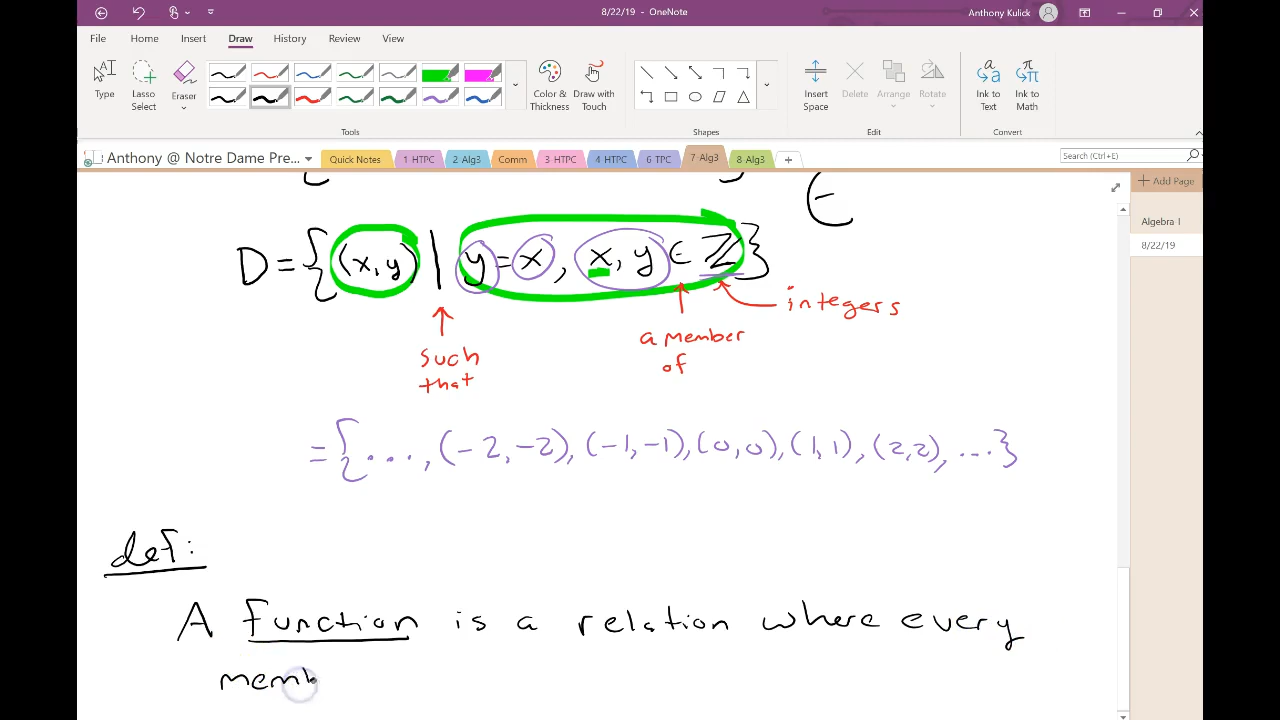 8/22/19 - OneNote
Anthony Kulick
File Home Insert Draw History Review View
Type
Lasso Select
Eraser
Color & Thickness
Draw with Touch
Insert Space
Delete
Arrange
Rotate
Ink to Text
Ink to Math
Tools
Shapes
Edit
Convert
Anthony @ Notre Dame Pre... Quick Notes 1 HTPC 2 Alg3 Comm 3 HTPC 4 HTPC 6 TPC 7 Alg3 8 Alg3 +
Search (Ctrl+E)
+ Add Page
Algebra I
8/22/19
∈
D = { (x,y) | y = x, x, y ∈ ℤ }
integers
a member of
such that
= { ..., (-2,-2), (-1,-1), (0,0), (1,1), (2,2), ... }
def:
A function is a relation where every
memb